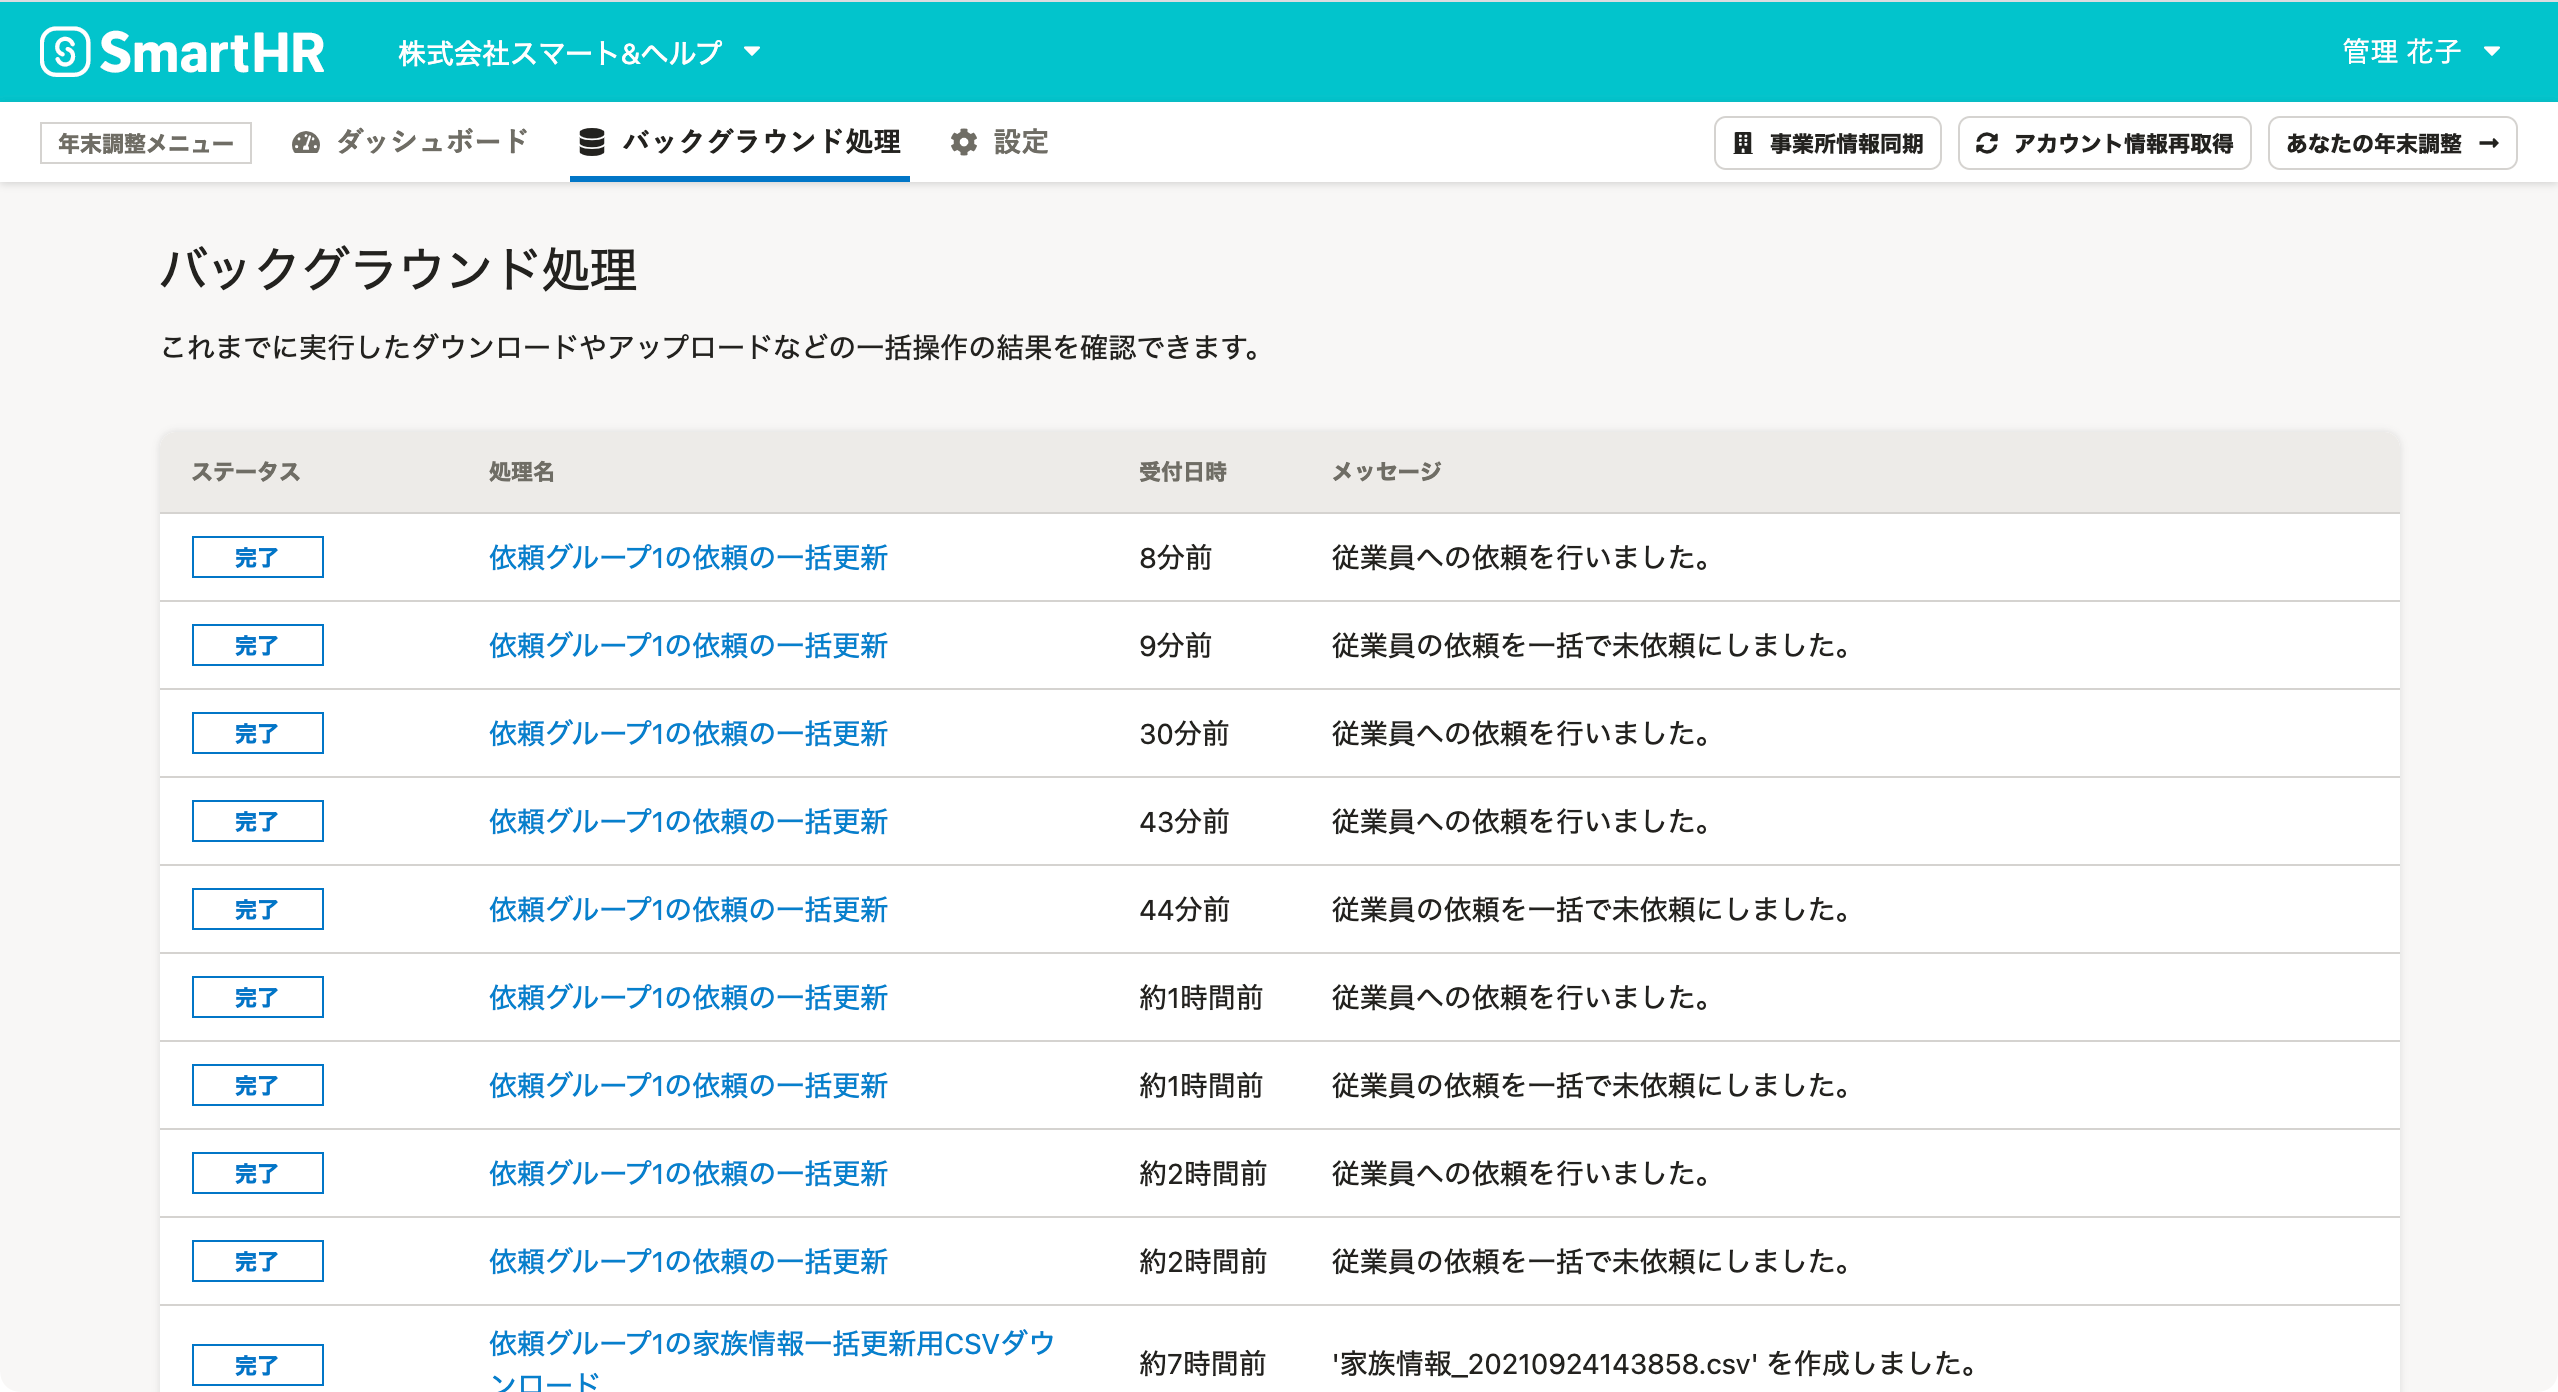 SmartHR 株式会社スマート&ヘルプ 管理 花子
年末調整メニュー ダッシュボード バックグラウンド処理 設定 事業所情報同期 アカウント情報再取得 あなたの年末調整 →
バックグラウンド処理
これまでに実行したダウンロードやアップロードなどの一括操作の結果を確認できます。
ステータス 処理名 受付日時 メッセージ
完了 依頼グループ1の依頼の一括更新 8分前 従業員への依頼を行いました。
完了 依頼グループ1の依頼の一括更新 9分前 従業員の依頼を一括で未依頼にしました。
完了 依頼グループ1の依頼の一括更新 30分前 従業員への依頼を行いました。
完了 依頼グループ1の依頼の一括更新 43分前 従業員への依頼を行いました。
完了 依頼グループ1の依頼の一括更新 44分前 従業員の依頼を一括で未依頼にしました。
完了 依頼グループ1の依頼の一括更新 約1時間前 従業員への依頼を行いました。
完了 依頼グループ1の依頼の一括更新 約1時間前 従業員の依頼を一括で未依頼にしました。
完了 依頼グループ1の依頼の一括更新 約2時間前 従業員への依頼を行いました。
完了 依頼グループ1の依頼の一括更新 約2時間前 従業員の依頼を一括で未依頼にしました。
完了 依頼グループ1の家族情報一括更新用CSVダウ 約7時間前 '家族情報_20210924143858.csv' を作成しました。
ンロード